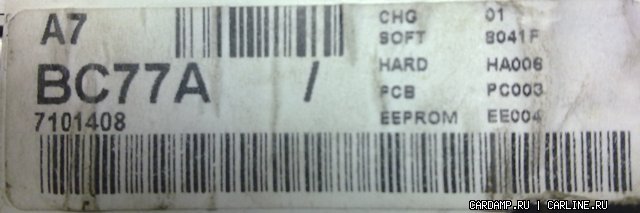 A7
BC77A /
7101408
CHG 01
SOFT 8041F
HARD HA006
PCB PC003
EEPROM EE004
CARDAMP.RU | CARLINE.RU